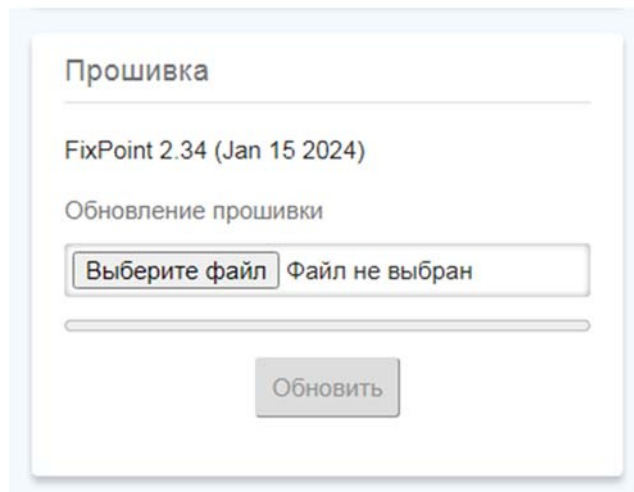 Прошивка
FixPoint 2.34 (Jan 15 2024)
Обновление прошивки
Выберите файл Файл не выбран
Обновить